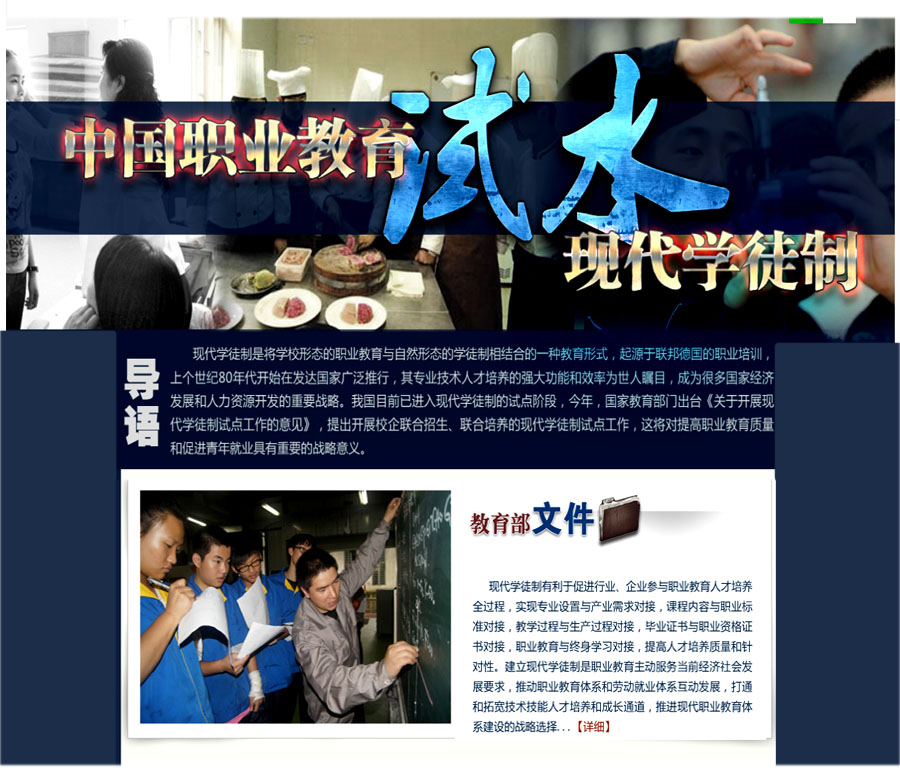 中国职业教育试水
现代学徒制
导语
现代学徒制是将学校形态的职业教育与自然形态的学徒制相结合的一种教育形式，起源于联邦德国的职业培训，
上个世纪80年代开始在发达国家广泛推行，其专业技术人才培养的强大功能和效率为世人瞩目，成为很多国家经济
发展和人力资源开发的重要战略。我国目前已进入现代学徒制的试点阶段，今年，国家教育部门出台《关于开展现
代学徒制试点工作的意见》，提出开展校企联合招生、联合培养的现代学徒制试点工作，这将对提高职业教育质量
和促进青年就业具有重要的战略意义。
教育部文件
现代学徒制有利于促进行业、企业参与职业教育人才培养
全过程，实现专业设置与产业需求对接，课程内容与职业标
准对接，教学过程与生产过程对接，毕业证书与职业资格证
书对接，职业教育与终身学习对接，提高人才培养质量和针
对性。建立现代学徒制是职业教育主动服务当前经济社会发
展要求，推动职业教育体系和劳动就业体系互动发展，打通
和拓宽技术技能人才培养和成长通道，推进现代职业教育体
系建设的战略选择...【详细】